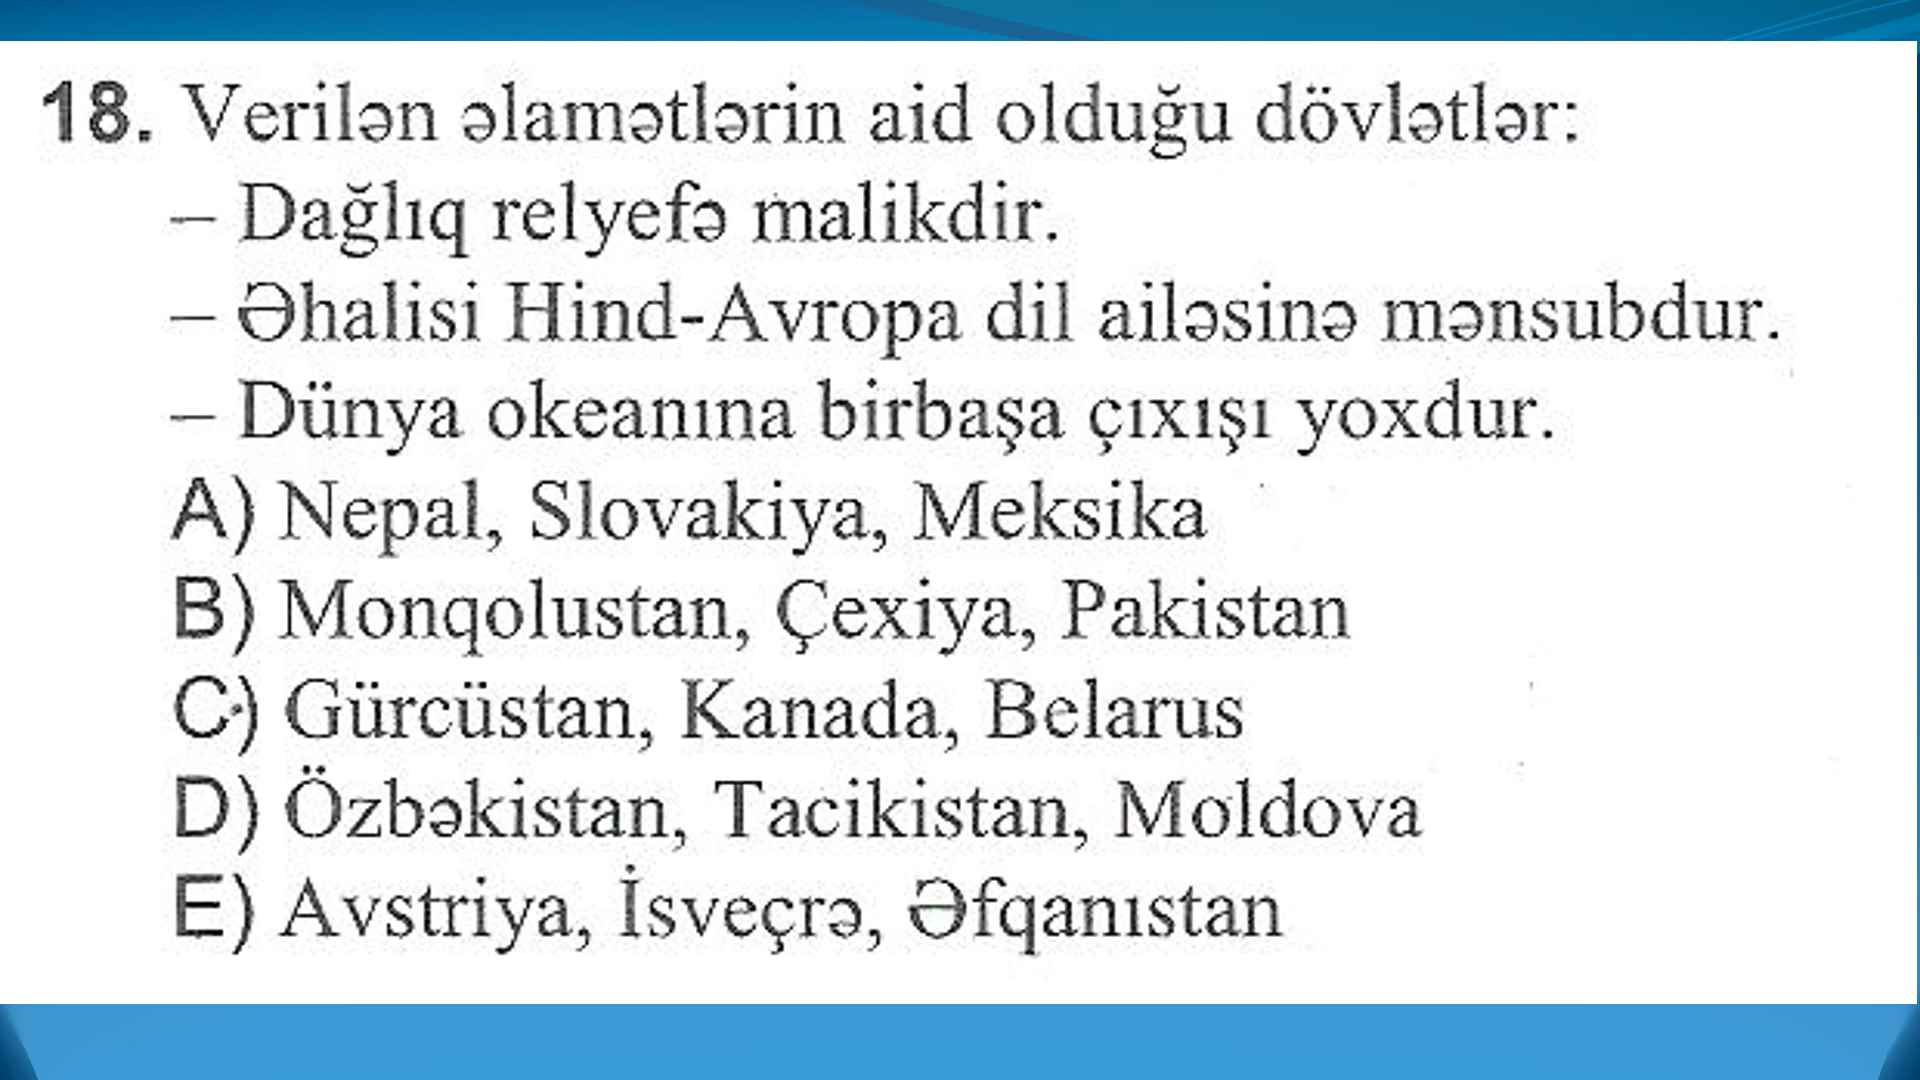 18. Verilən əlamətlərin aid olduğu dövlətlər:
– Dağlıq relyefə malikdir.
– Əhalisi Hind-Avropa dil ailəsinə mənsubdur.
– Dünya okeanına birbaşa çıxışı yoxdur.
A) Nepal, Slovakiya, Meksika
B) Monqolustan, Çexiya, Pakistan
C) Gürcüstan, Kanada, Belarus
D) Özbəkistan, Tacikistan, Moldova
E) Avstriya, İsveçrə, Əfqanıstan